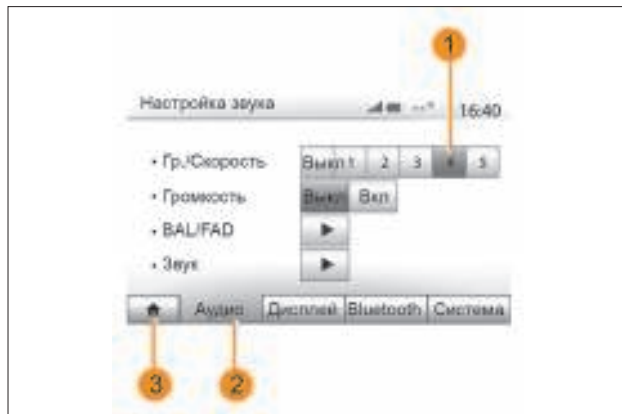 1
Настройка звука 16:40
• Гр./Скорость Выкл 1 2 3 4 5
• Громкость Выкл Вкл
• BAL/FAD
• Звук
Аудио Дисплей Bluetooth Система
3 2